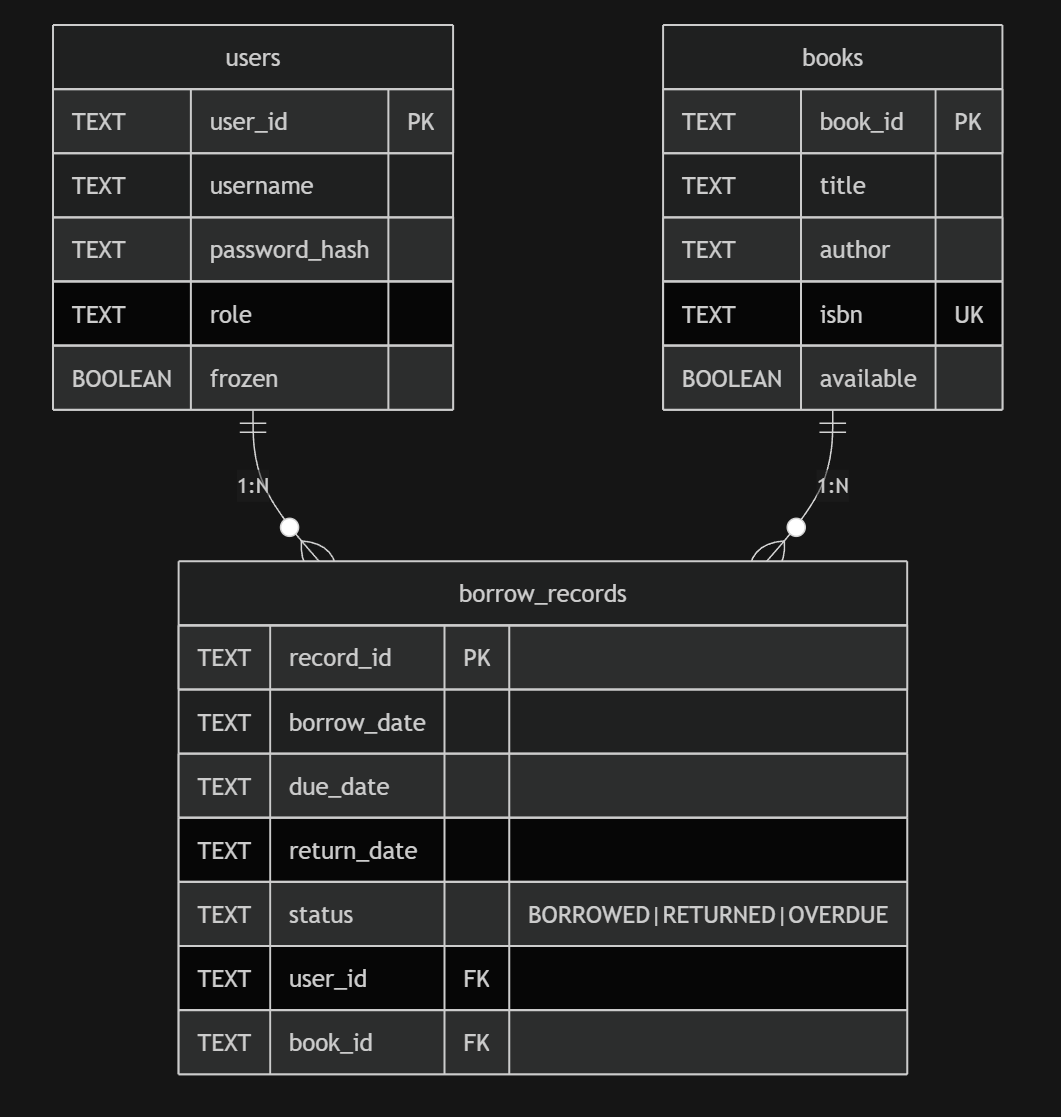 users
TEXT user_id PK
TEXT username
TEXT password_hash
TEXT role
BOOLEAN frozen
books
TEXT book_id PK
TEXT title
TEXT author
TEXT isbn UK
BOOLEAN available
1:N
1:N
borrow_records
TEXT record_id PK
TEXT borrow_date
TEXT due_date
TEXT return_date
TEXT status BORROWED|RETURNED|OVERDUE
TEXT user_id FK
TEXT book_id FK